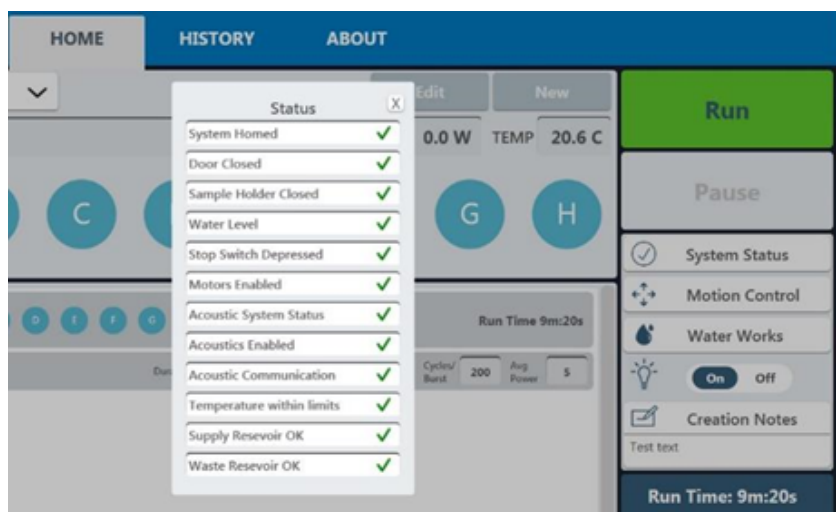 HOME HISTORY ABOUT
Edit New
0.0 W TEMP 20.6 C
C G H
D E F G
Run Time 9m:20s
Cycles/
Burst 200 Avg
Power 5
Status X
System Homed
Door Closed
Sample Holder Closed
Water Level
Stop Switch Depressed
Motors Enabled
Acoustic System Status
Acoustics Enabled
Acoustic Communication
Temperature within limits
Supply Resevoir OK
Waste Resevoir OK
Run
Pause
System Status
Motion Control
Water Works
On Off
Creation Notes
Test text
Run Time: 9m:20s